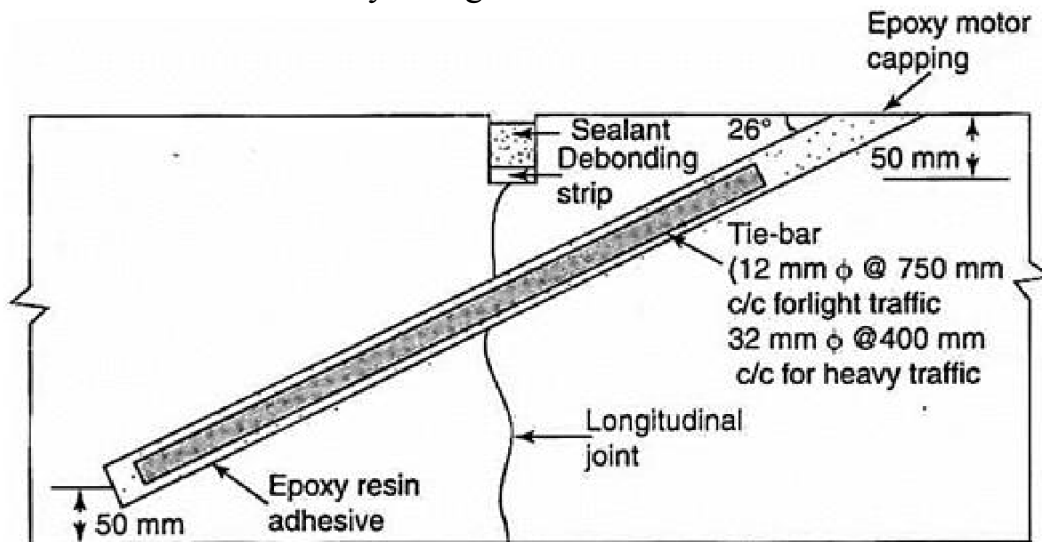 Epoxy motor
capping
Sealant
Debonding
strip
26°
50 mm
Tie-bar
(12 mm ϕ @ 750 mm
c/c forlight traffic
32 mm ϕ @400 mm
c/c for heavy traffic
Longitudinal
joint
Epoxy resin
adhesive
50 mm